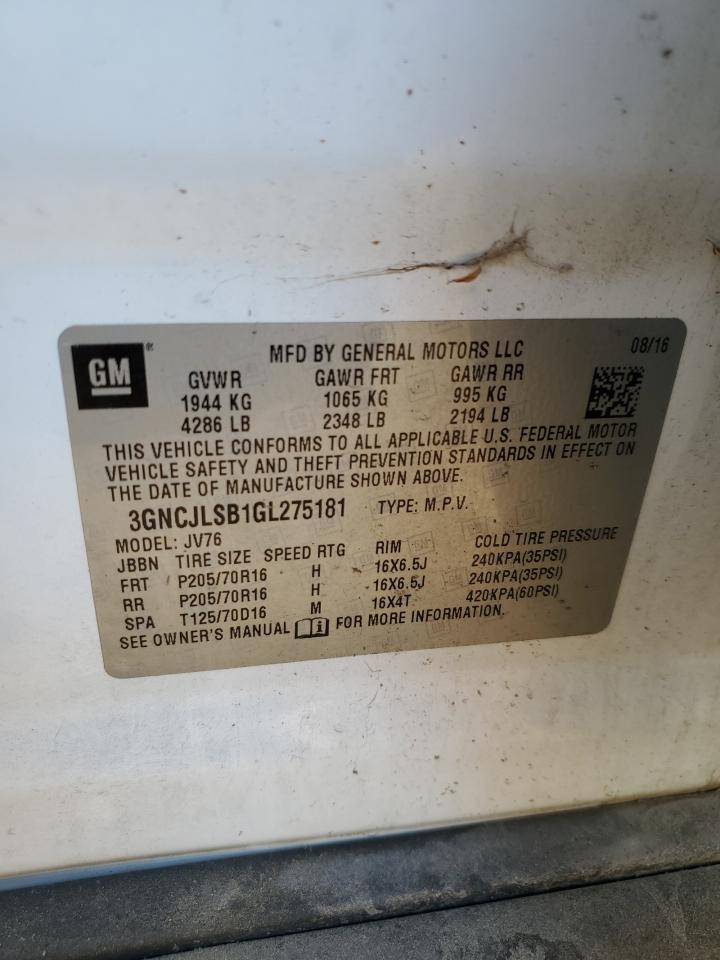 GM ®
MFD BY GENERAL MOTORS LLC 08/16
GVWR GAWR FRT GAWR RR
1944 KG 1065 KG 995 KG
4286 LB 2348 LB 2194 LB
THIS VEHICLE CONFORMS TO ALL APPLICABLE U.S. FEDERAL MOTOR
VEHICLE SAFETY AND THEFT PREVENTION STANDARDS IN EFFECT ON
THE DATE OF MANUFACTURE SHOWN ABOVE.
3GNCJLSB1GL275181 TYPE: M.P.V.
MODEL: JV76
JBBN TIRE SIZE SPEED RTG RIM COLD TIRE PRESSURE
FRT P205/70R16 H 16X6.5J 240KPA(35PSI)
RR P205/70R16 H 16X6.5J 240KPA(35PSI)
SPA T125/70D16 M 16X4T 420KPA(60PSI)
SEE OWNER'S MANUAL FOR MORE INFORMATION.